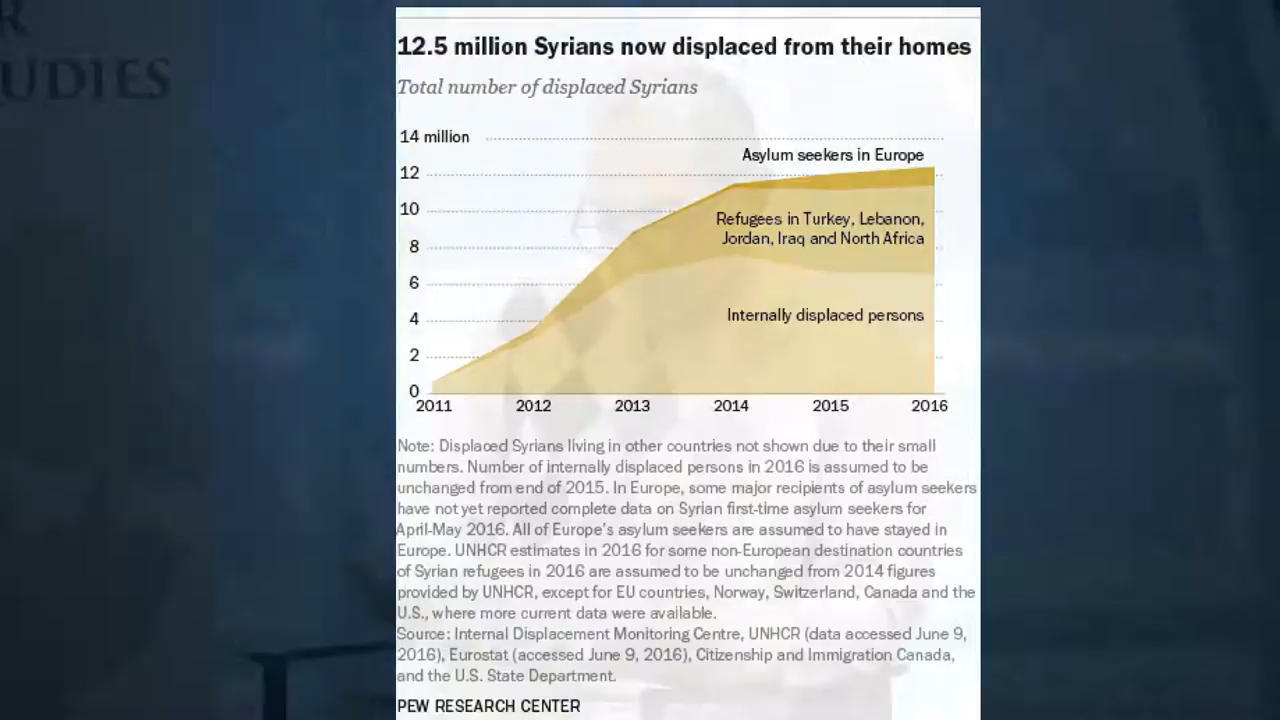 R
UDIES
12.5 million Syrians now displaced from their homes
Total number of displaced Syrians
14 million
Asylum seekers in Europe
12
10
Refugees in Turkey, Lebanon,
Jordan, Iraq and North Africa
8
6
Internally displaced persons
4
2
0
2011 2012 2013 2014 2015 2016
Note: Displaced Syrians living in other countries not shown due to their small
numbers. Number of internally displaced persons in 2016 is assumed to be
unchanged from end of 2015. In Europe, some major recipients of asylum seekers
have not yet reported complete data on Syrian first-time asylum seekers for
April-May 2016. All of Europe's asylum seekers are assumed to have stayed in
Europe. UNHCR estimates in 2016 for some non-European destination countries
of Syrian refugees in 2016 are assumed to be unchanged from 2014 figures
provided by UNHCR, except for EU countries, Norway, Switzerland, Canada and the
U.S., where more current data were available.
Source: Internal Displacement Monitoring Centre, UNHCR (data accessed June 9,
2016), Eurostat (accessed June 9, 2016), Citizenship and Immigration Canada,
and the U.S. State Department.
PEW RESEARCH CENTER